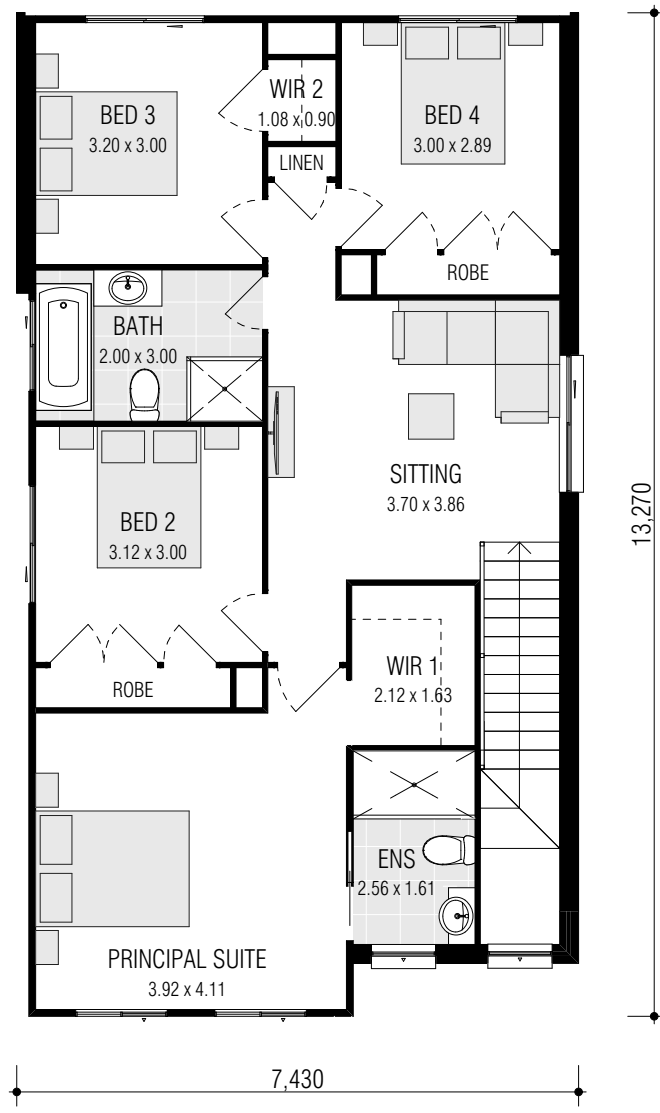 BED 3
3.20 x 3.00
WIR 2
1.08 x 0.90
BED 4
3.00 x 2.89
LINEN
ROBE
BATH
2.00 x 3.00
SITTING
3.70 x 3.86
13,270
BED 2
3.12 x 3.00
WIR 1
2.12 x 1.63
ROBE
ENS
2.56 x 1.61
PRINCIPAL SUITE
3.92 x 4.11
7,430